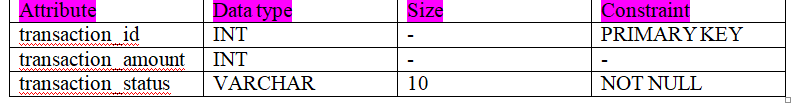 Attribute Data type Size Constraint
transaction_id INT - PRIMARY KEY
transaction_amount INT - -
transaction_status VARCHAR 10 NOT NULL